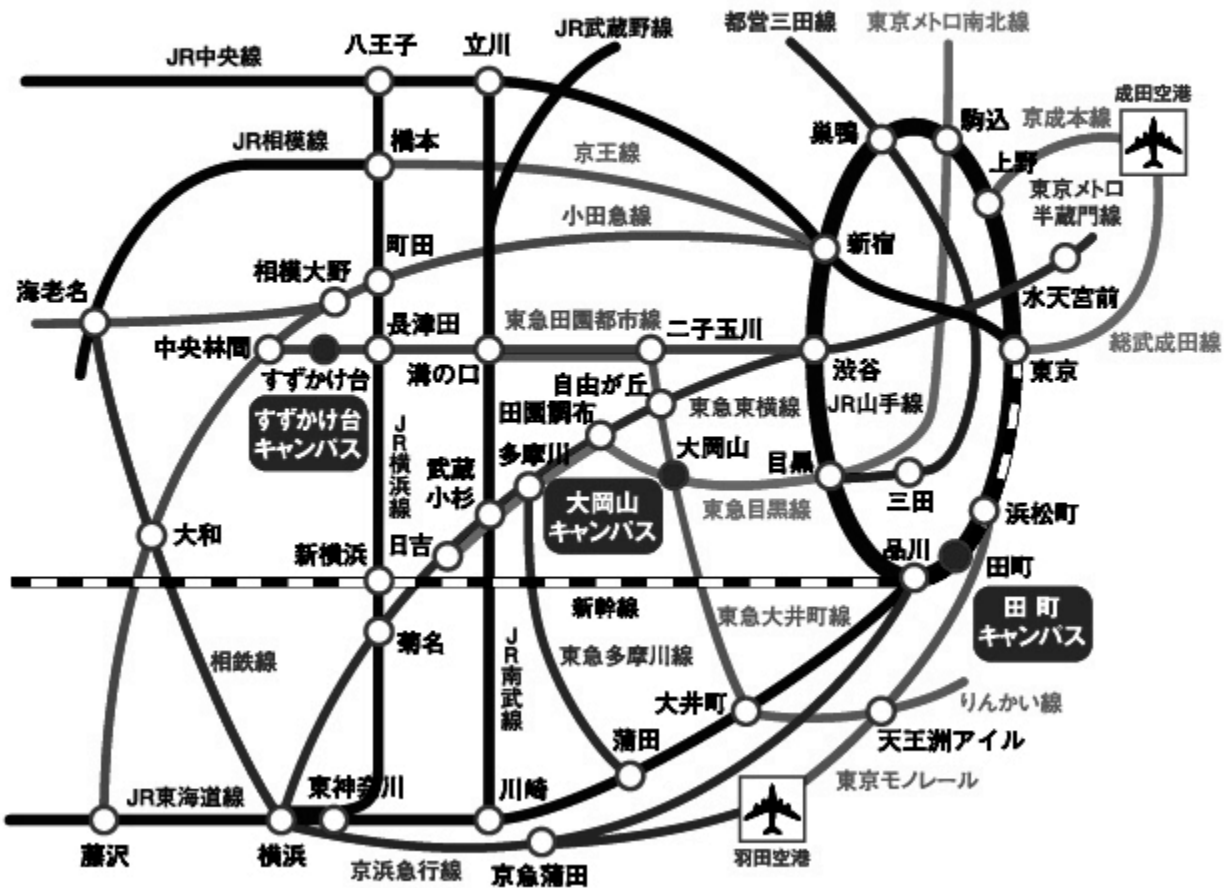 JR中央線
八王子
立川
JR武蔵野線
都営三田線
東京メトロ南北線
成田空港
JR相模線
橋本
京王線
巣鴨
駒込
京成本線
上野
東京メトロ
半蔵門線
小田急線
町田
新宿
相模大野
海老名
水天宮前
長津田
東急田園都市線
二子玉川
中央林間
すずかけ台
溝の口
渋谷
東京
総武成田線
すずかけ台
キャンパス
自由が丘
東急東横線
JR山手線
田園調布
JR横浜線
武蔵
小杉
多摩川
大岡山
目黒
三田
大岡山
キャンパス
東急目黒線
浜松町
大和
新横浜
日吉
品川
田町
新幹線
田町
キャンパス
菊名
東急大井町線
相鉄線
JR南武線
東急多摩川線
大井町
りんかい線
天王洲アイル
蒲田
東京モノレール
JR東海道線
東神奈川
川崎
藤沢
横浜
京浜急行線
京急蒲田
羽田空港